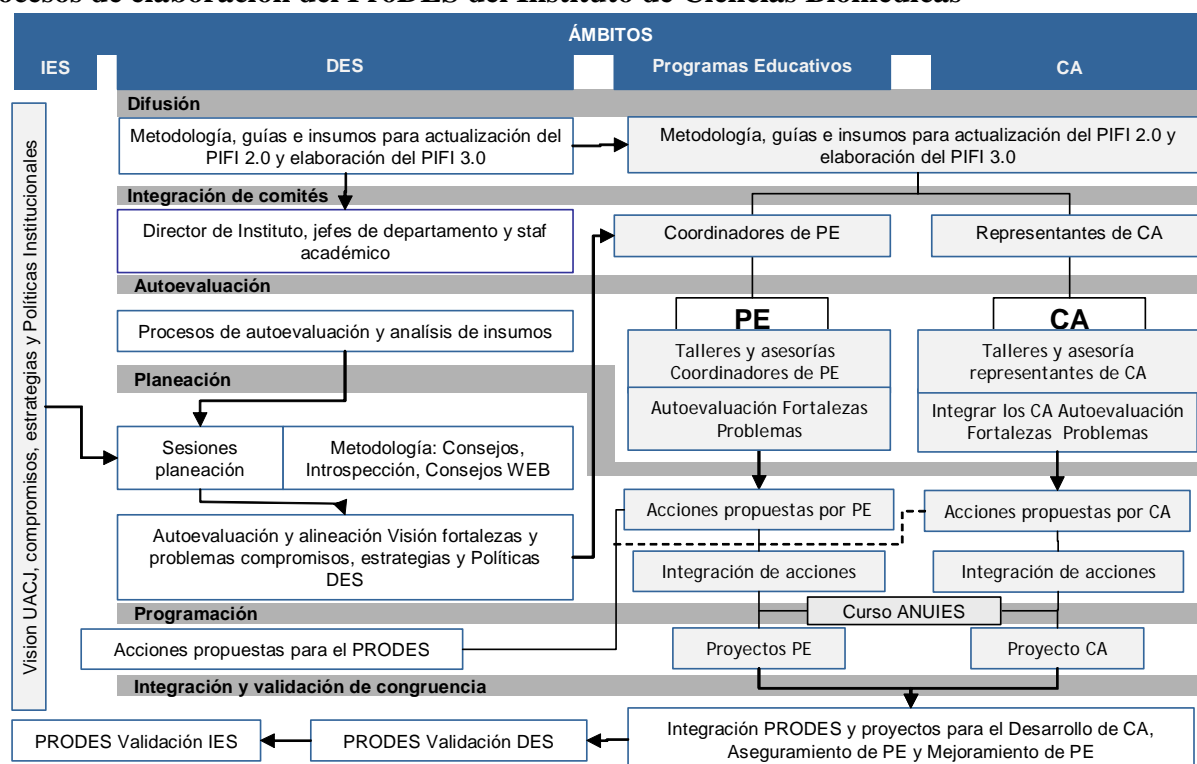 ocesos de elaboración del ProDES del Instituto de Ciencias Biomédicas
ÁMBITOS
IES
DES
Programas Educativos
CA
Vision UACJ, compromisos, estrategias y Políticas Institucionales
Difusión
Metodología, guías e insumos para actualización del
PIFI 2.0 y elaboración del PIFI 3.0
Metodología, guías e insumos para actualización del PIFI 2.0 y
elaboración del PIFI 3.0
Integración de comités
Director de Instituto, jefes de departamento y staf
académico
Coordinadores de PE
Representantes de CA
Autoevaluación
Procesos de autoevaluación y analísis de insumos
PE
Talleres y asesorías
Coordinadores de PE
CA
Talleres y asesoría
representantes de CA
Planeación
Autoevaluación Fortalezas
Problemas
Integrar los CA Autoevaluación
Fortalezas Problemas
Sesiones
planeación
Metodología: Consejos,
Introspección, Consejos WEB
Acciones propuestas por PE
Acciones propuestas por CA
Autoevaluación y alineación Visión fortalezas y
problemas compromisos, estrategias y Políticas
DES
Integración de acciones
Integración de acciones
Programación
Curso ANUIES
Acciones propuestas para el PRODES
Proyectos PE
Proyecto CA
Integración y validación de congruencia
PRODES Validación IES
PRODES Validación DES
Integración PRODES y proyectos para el Desarrollo de CA,
Aseguramiento de PE y Mejoramiento de PE